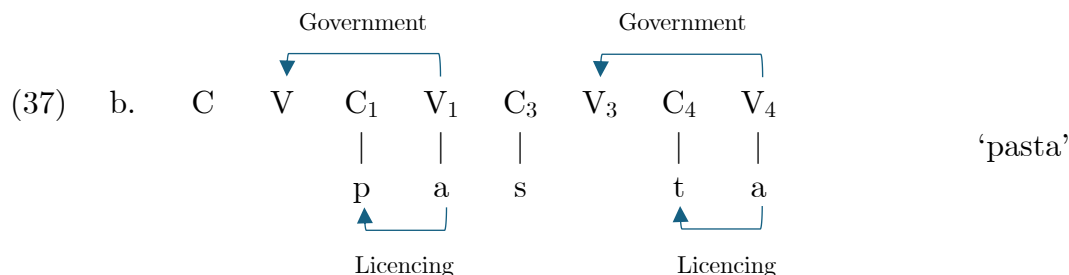 Government Government
(37) b. C V C₁ V₁ C₃ V₃ C₄ V₄
‘pasta’
p a s t a
Licencing Licencing